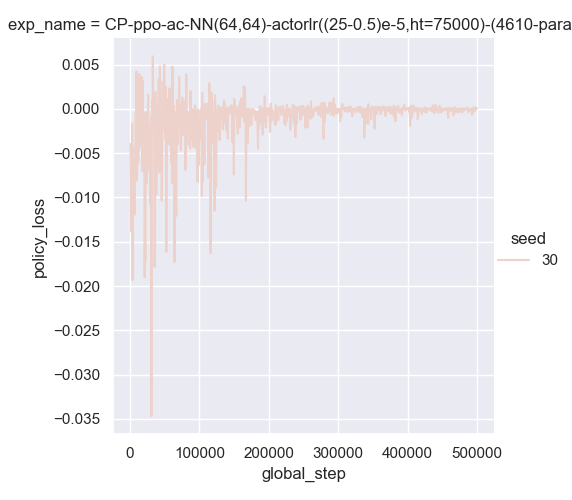 exp_name = CP-ppo-ac-NN(64,64)-actorlr((25-0.5)e-5,ht=75000)-(4610-para
0.005
0.000
−0.005
−0.010
−0.015
−0.020
−0.025
−0.030
−0.035
policy_loss
0 100000 200000 300000 400000 500000
global_step
seed
30